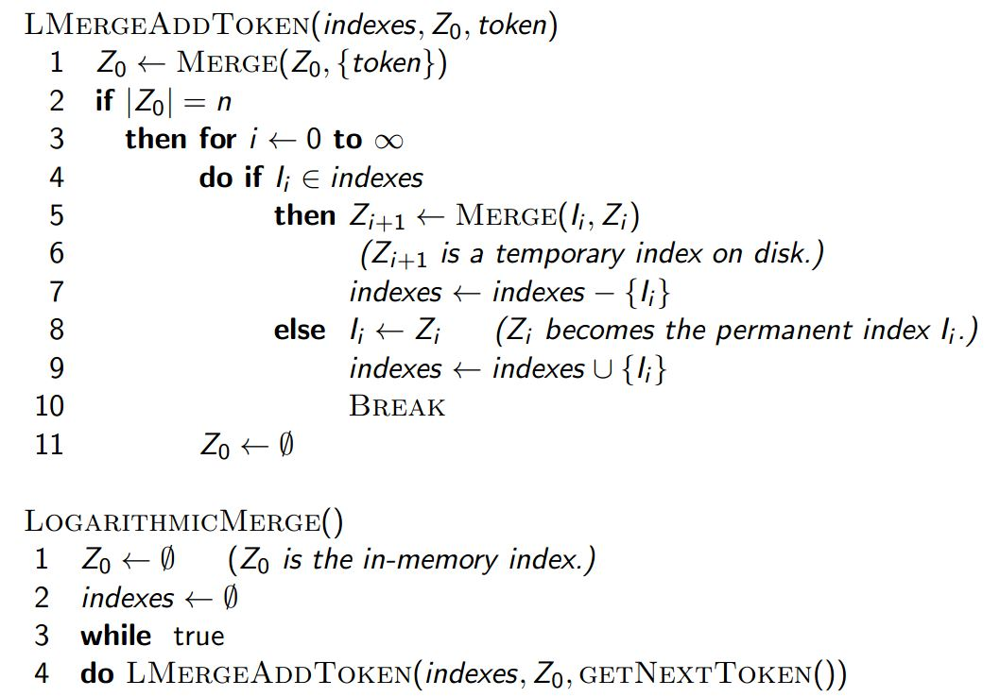 LMERGEADDTOKEN(indexes, Z₀, token)
1 Z₀ ← MERGE(Z₀, {token})
2 if |Z₀| = n
3 then for i ← 0 to ∞
4 do if Iᵢ ∈ indexes
5 then Zᵢ₊₁ ← MERGE(Iᵢ, Zᵢ)
6 (Zᵢ₊₁ is a temporary index on disk.)
7 indexes ← indexes − {Iᵢ}
8 else Iᵢ ← Zᵢ (Zᵢ becomes the permanent index Iᵢ.)
9 indexes ← indexes ∪ {Iᵢ}
10 BREAK
11 Z₀ ← ∅
LOGARITHMICMERGE()
1 Z₀ ← ∅ (Z₀ is the in-memory index.)
2 indexes ← ∅
3 while true
4 do LMERGEADDTOKEN(indexes, Z₀, GETNEXTTOKEN())